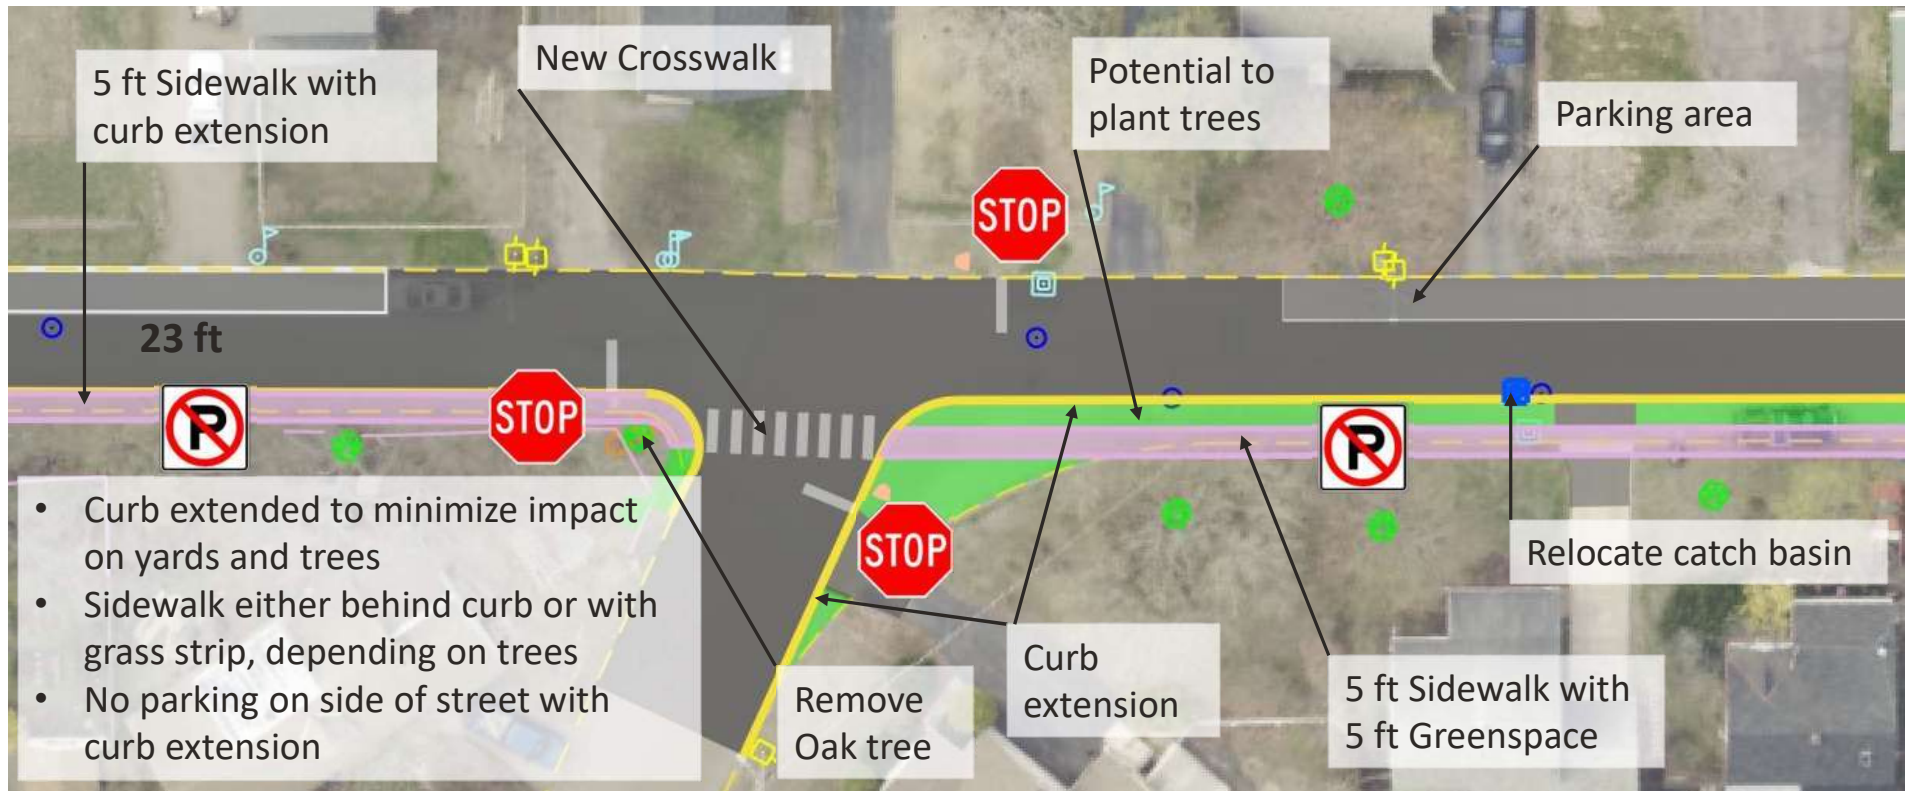 5 ft Sidewalk with
curb extension
New Crosswalk
Potential to
plant trees
Parking area
STOP
23 ft
P
STOP
P
STOP
• Curb extended to minimize impact
on yards and trees
• Sidewalk either behind curb or with
grass strip, depending on trees
• No parking on side of street with
curb extension
Remove
Oak tree
Curb
extension
5 ft Sidewalk with
5 ft Greenspace
Relocate catch basin